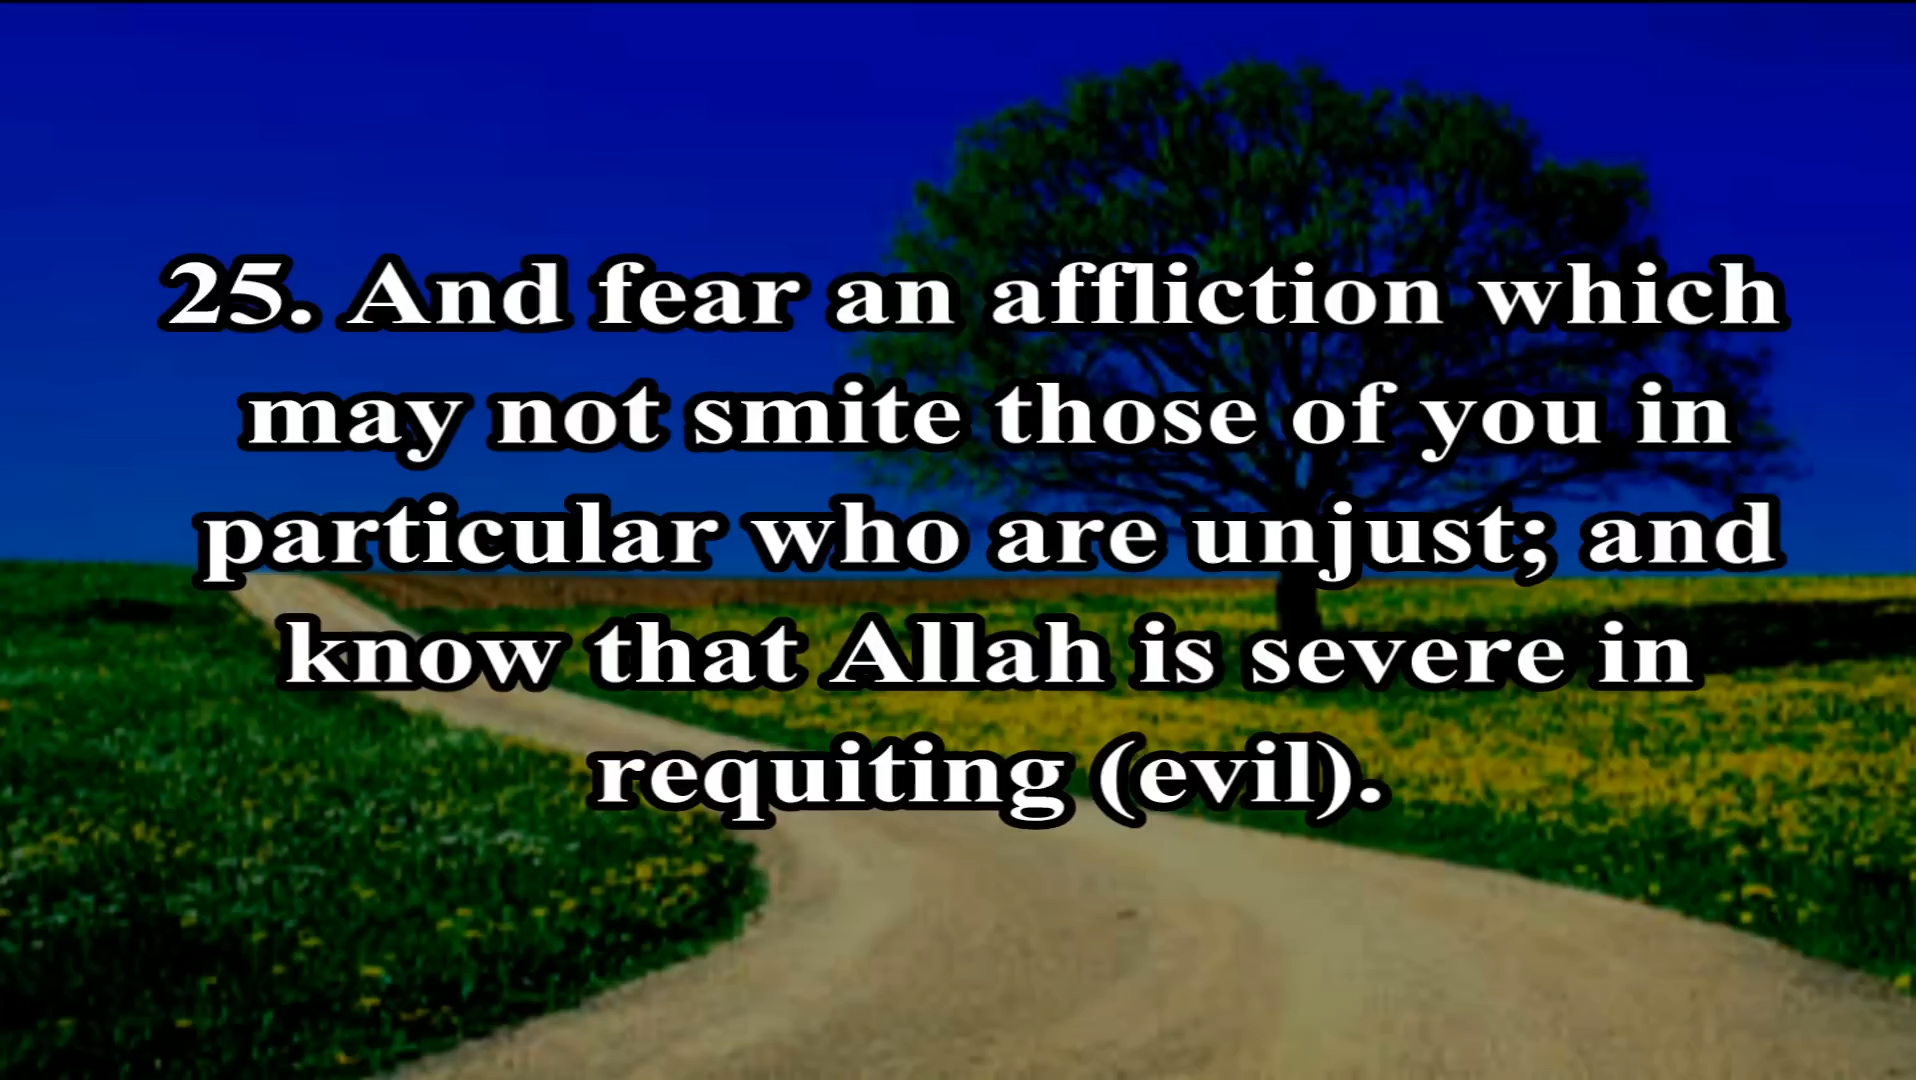 25. And fear an affliction which
may not smite those of you in
particular who are unjust; and
know that Allah is severe in
requiting (evil).